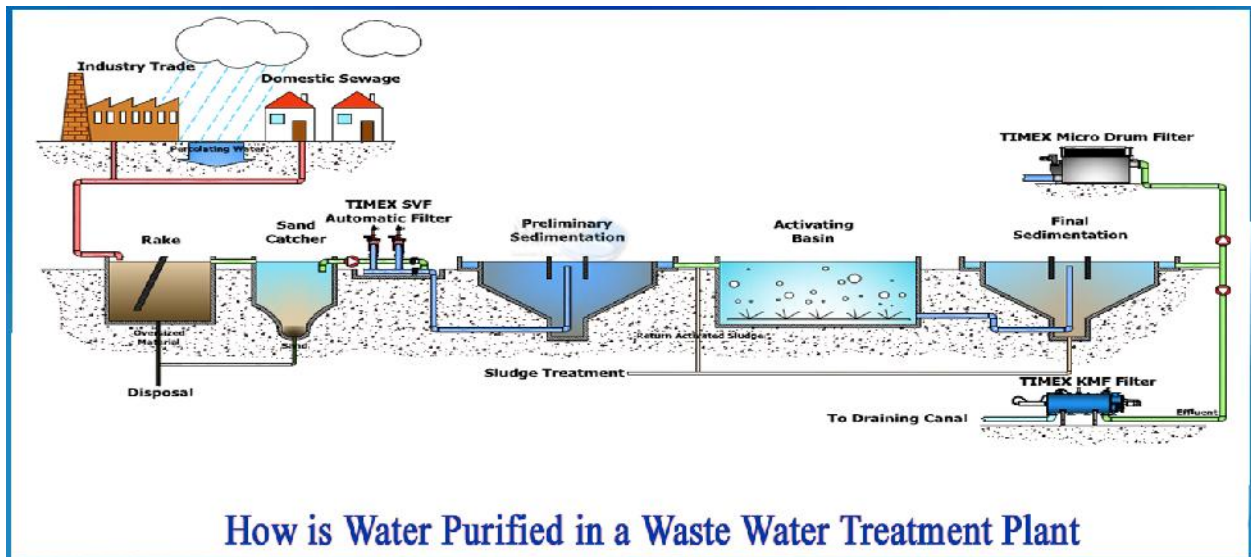 Industry Trade
Domestic Sewage
Percolating Water
TIMEX Micro Drum Filter
Rake
Sand
Catcher
TIMEX SVF
Automatic Filter
Preliminary
Sedimentation
Activating
Basin
Final
Sedimentation
Oversized
Material
Sand
Return Activated Sludge
Disposal
Sludge Treatment
TIMEX KMF Filter
To Draining Canal
Effluent
How is Water Purified in a Waste Water Treatment Plant